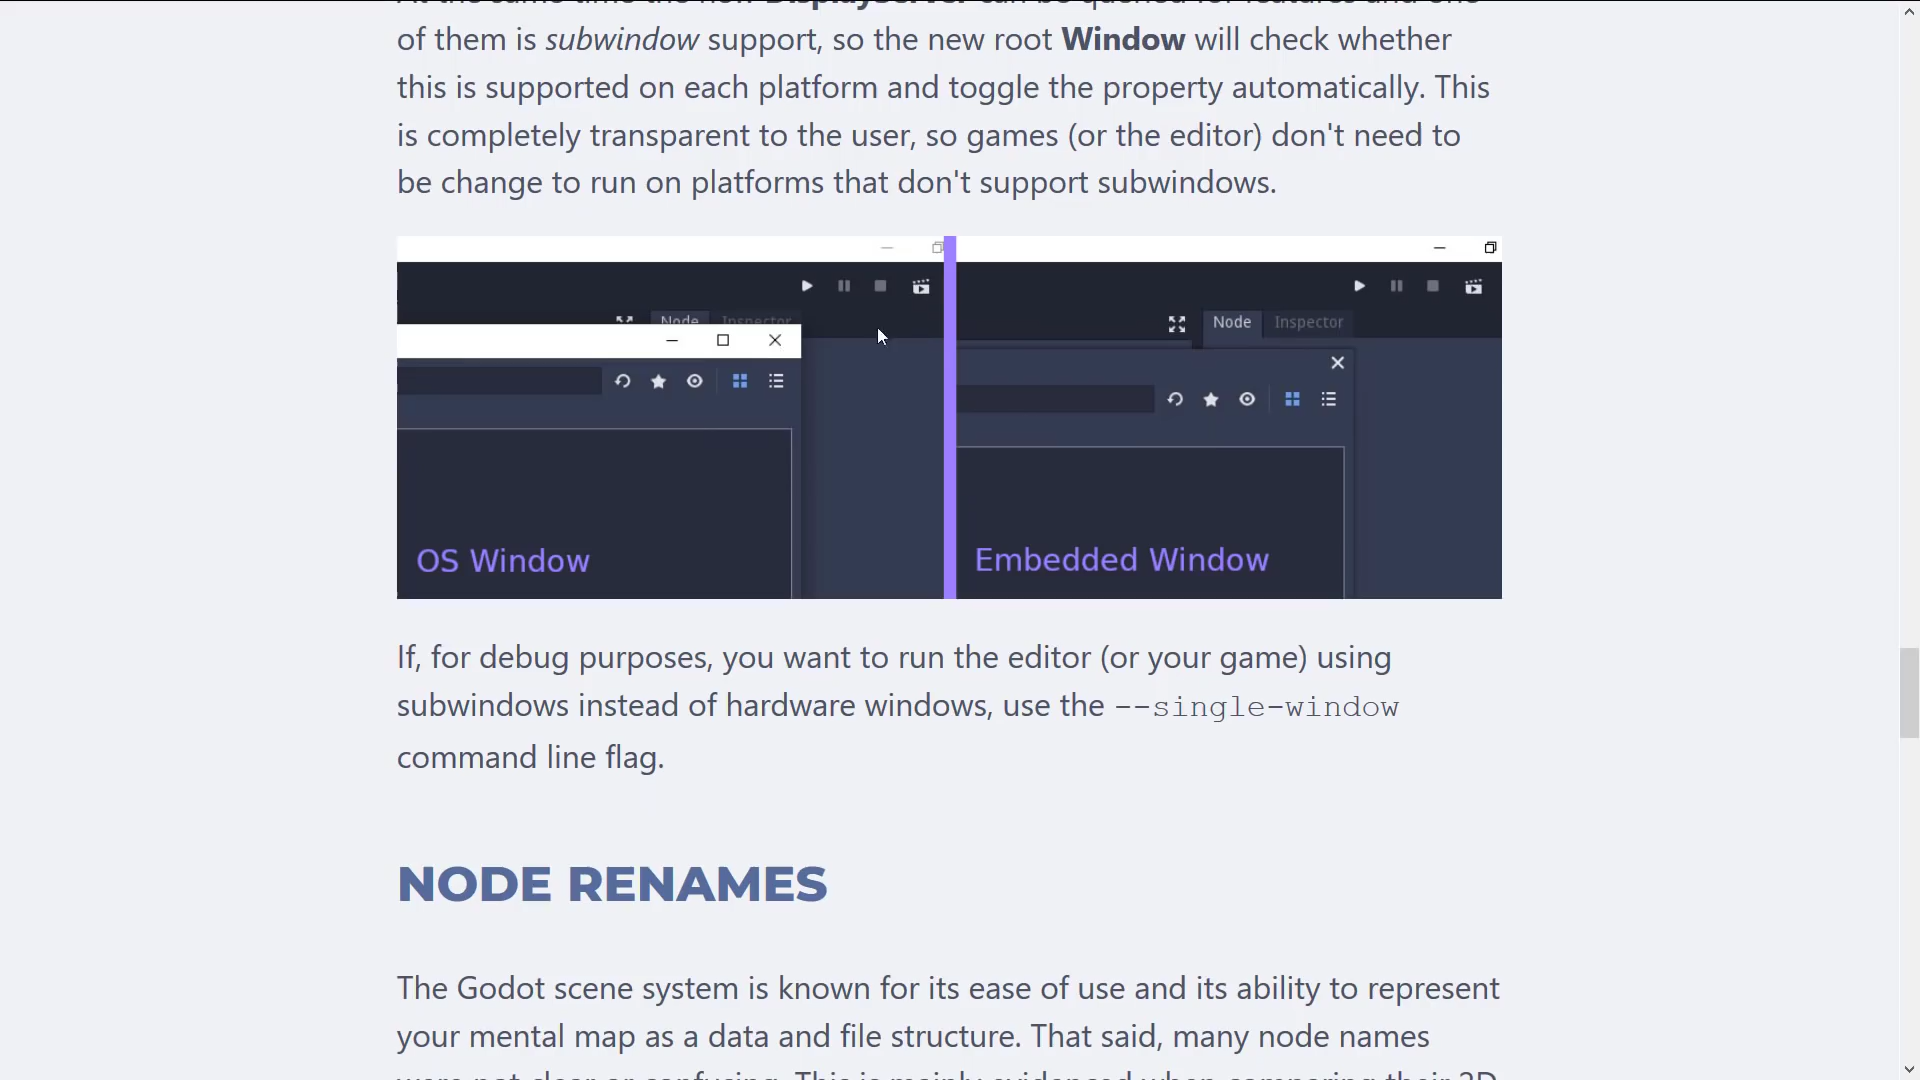 of them is subwindow support, so the new root Window will check whether
this is supported on each platform and toggle the property automatically. This
is completely transparent to the user, so games (or the editor) don't need to
be change to run on platforms that don't support subwindows.
Node Inspector
Node Inspector
OS Window
Embedded Window
If, for debug purposes, you want to run the editor (or your game) using
subwindows instead of hardware windows, use the --single-window
command line flag.
NODE RENAMES
The Godot scene system is known for its ease of use and its ability to represent
your mental map as a data and file structure. That said, many node names